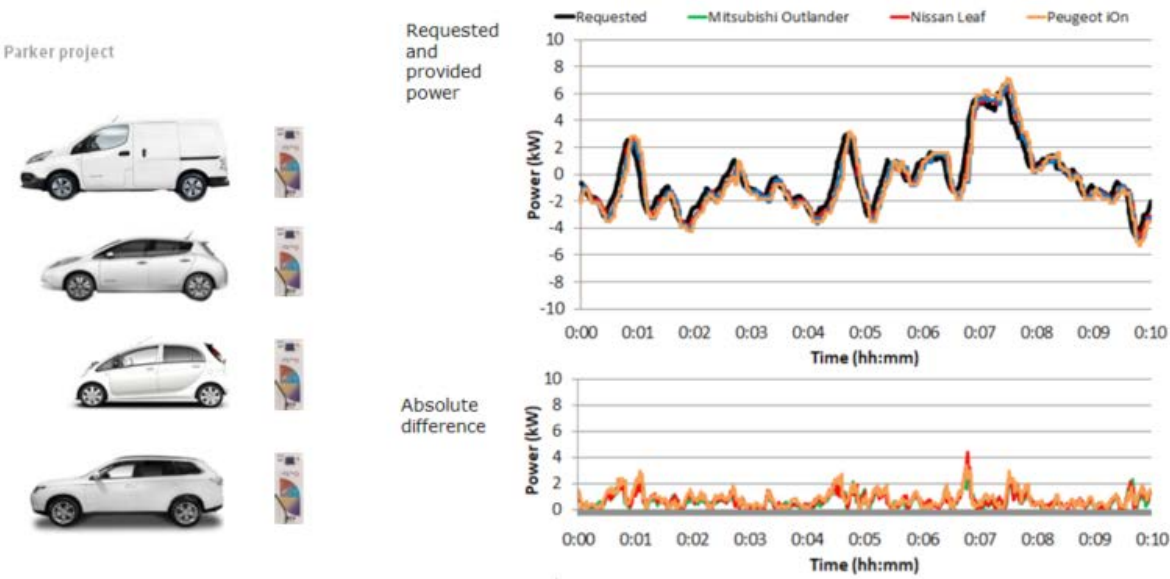 Parker project
Requested
and
provided
power
Requested Mitsubishi Outlander Nissan Leaf Peugeot iOn
Power (kW)
10
8
6
4
2
0
-2
-4
-6
-8
-10
0:00 0:01 0:02 0:03 0:04 0:05 0:06 0:07 0:08 0:09 0:10
Time (hh:mm)
Absolute
difference
Power (kW)
10
8
6
4
2
0
0:00 0:01 0:02 0:03 0:04 0:05 0:06 0:07 0:08 0:09 0:10
Time (hh:mm)